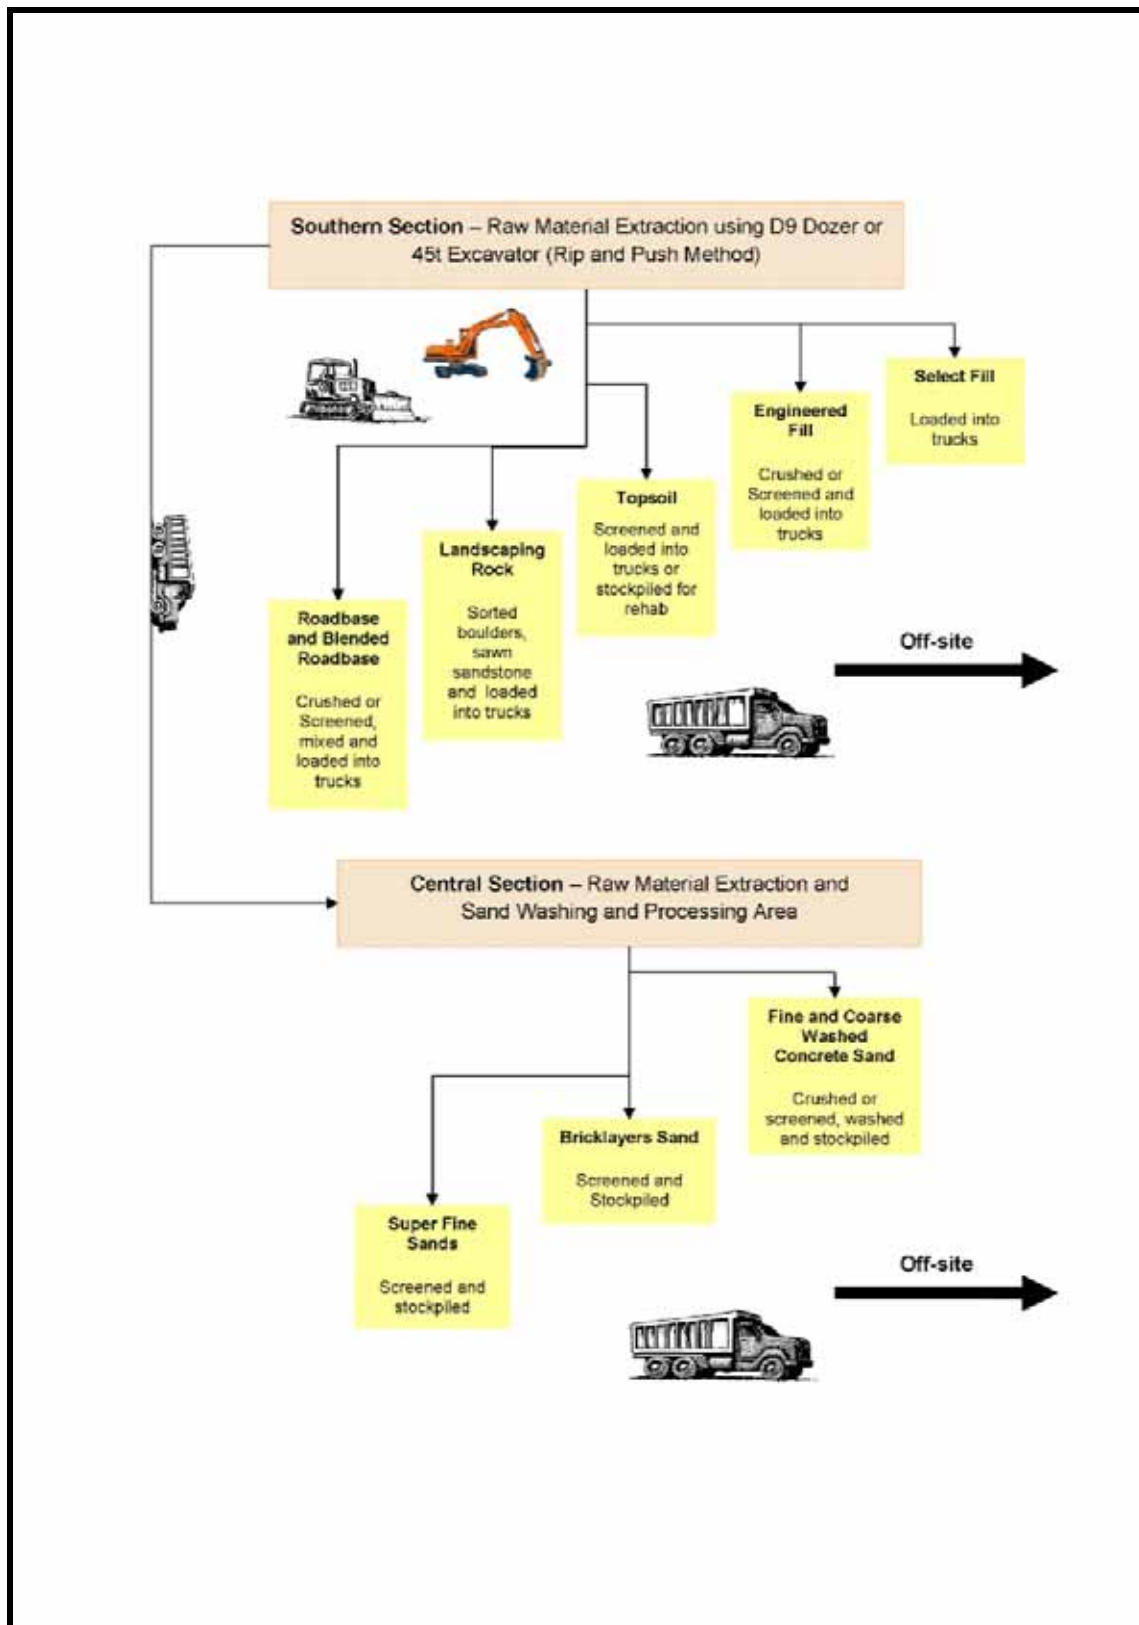 Southern Section – Raw Material Extraction using D9 Dozer or
45t Excavator (Rip and Push Method)
Select Fill
Loaded into
trucks
Engineered
Fill
Crushed or
Screened and
loaded into
trucks
Topsoil
Screened and
loaded into
trucks or
stockpiled for
rehab
Landscaping
Rock
Sorted
boulders,
sawn
sandstone
and loaded
into trucks
Roadbase
and Blended
Roadbase
Crushed or
Screened,
mixed and
loaded into
trucks
Off-site
Central Section – Raw Material Extraction and
Sand Washing and Processing Area
Fine and Coarse
Washed
Concrete Sand
Crushed or
screened, washed
and stockpiled
Bricklayers Sand
Screened and
Stockpiled
Super Fine
Sands
Screened and
stockpiled
Off-site